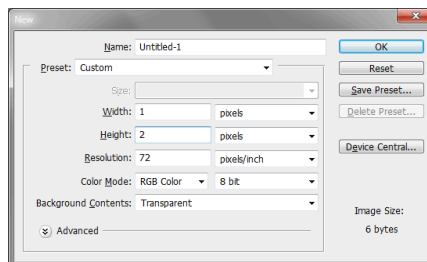 New
Name: Untitled-1
OK
Preset: Custom
Reset
Size:
Save Preset...
Width: 1 pixels
Delete Preset...
Height: 2 pixels
Resolution: 72 pixels/inch
Device Central...
Color Mode: RGB Color 8 bit
Background Contents: Transparent
Image Size:
6 bytes
Advanced